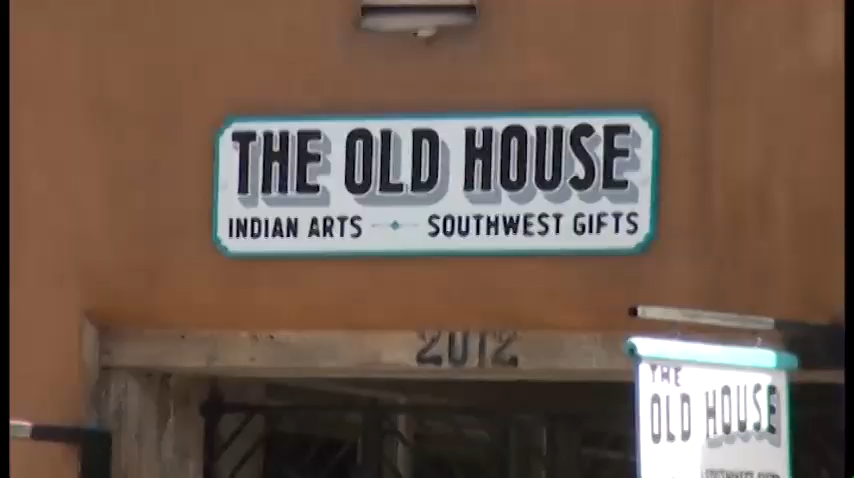 THE OLD HOUSE
INDIAN ARTS SOUTHWEST GIFTS
2012
THE
OLD HOUSE